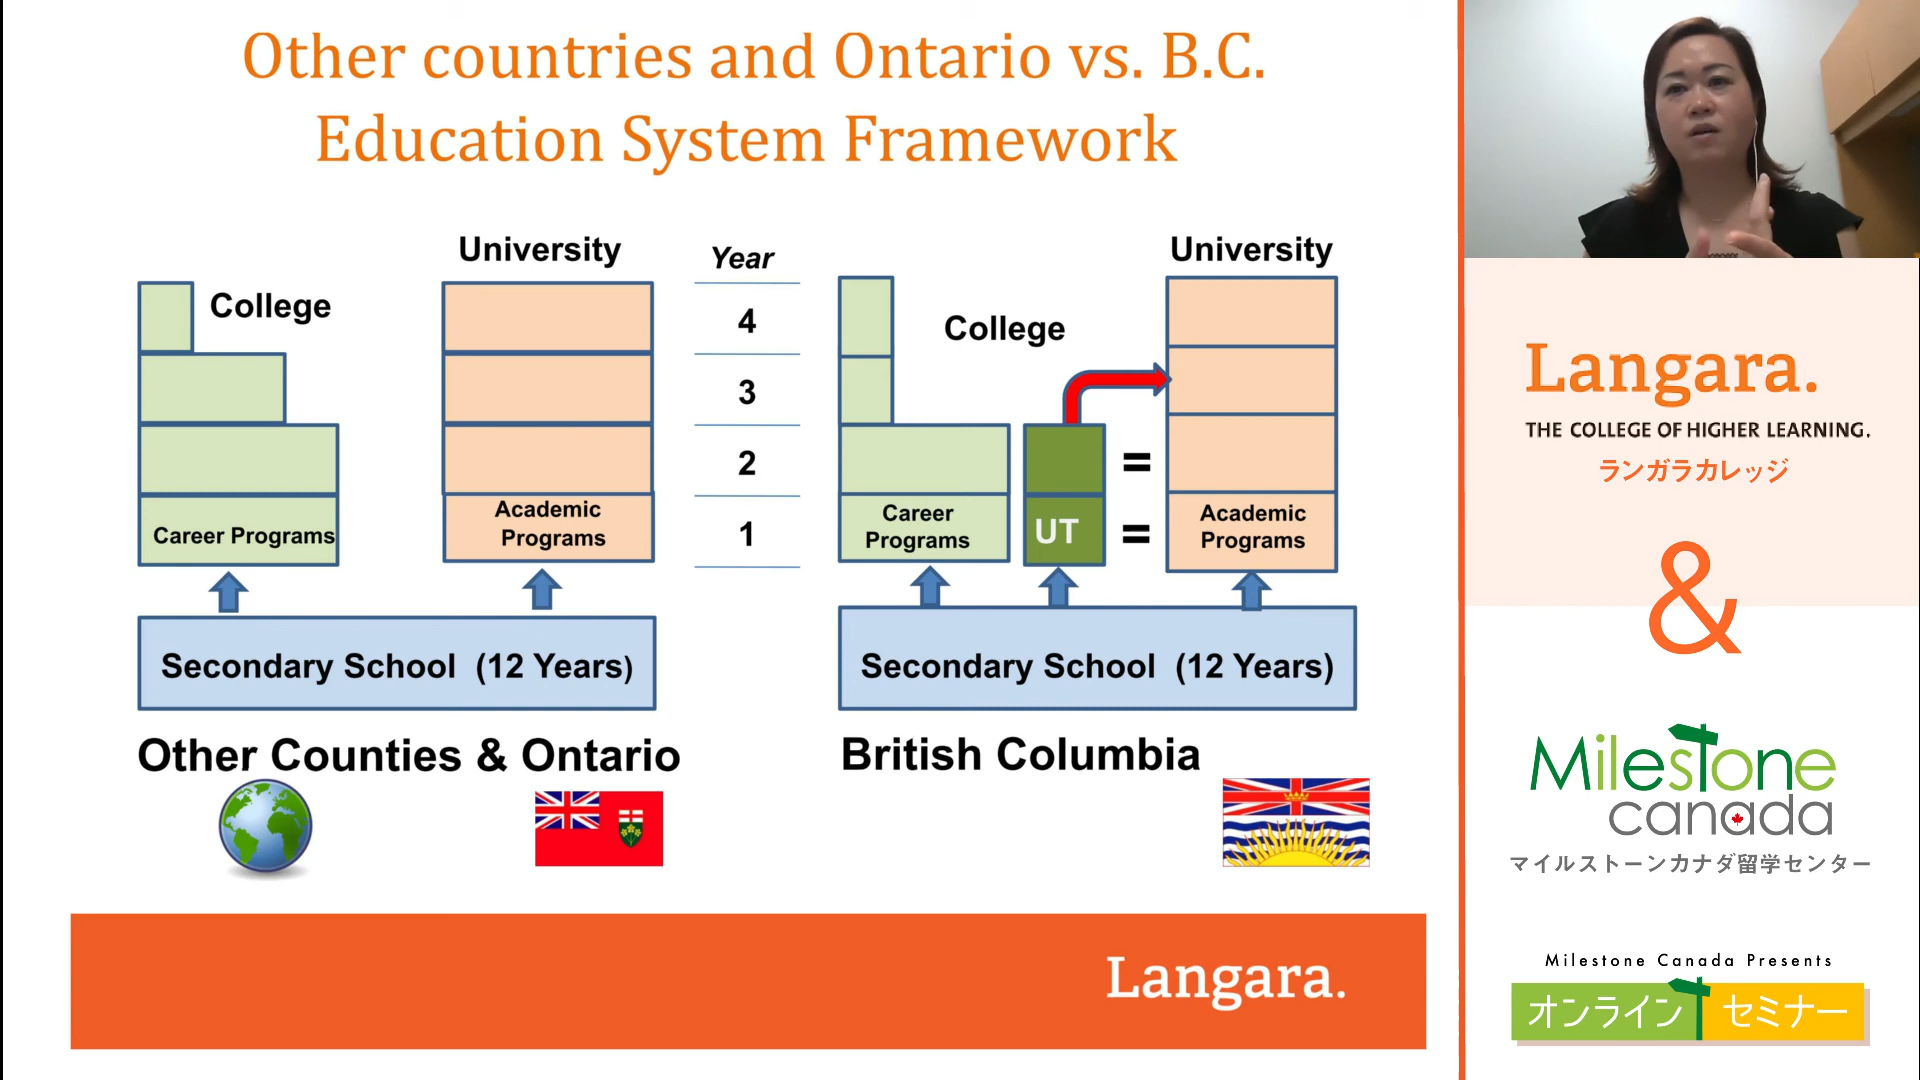 Other countries and Ontario vs. B.C.
Education System Framework
University
College
Career Programs
Academic
Programs
Year
4
3
2
1
University
College
Career
Programs
UT
=
=
Academic
Programs
Secondary School (12 Years)
Secondary School (12 Years)
Other Counties & Ontario
British Columbia
Langara.
Langara.
THE COLLEGE OF HIGHER LEARNING.
ランガラカレッジ
&
Milestone
canada
マイルストーンカナダ留学センター
Milestone Canada Presents
オンラインセミナー